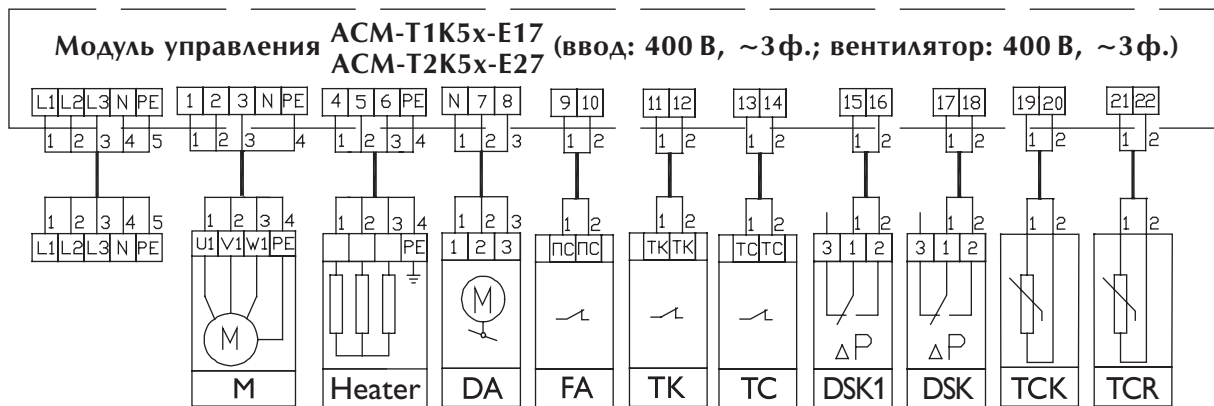 Модуль управления ACM-T1K5x-E17 (ввод: 400 В, ~3ф.; вентилятор: 400 В, ~3ф.)
ACM-T2K5x-E27
L1 L2 L3 N PE 1 2 3 N PE 4 5 6 PE N 7 8 9 10 11 12 13 14 15 16 17 18 19 20 21 22
1 2 3 4 5 1 2 3 4 1 2 3 4 1 2 3 1 2 1 2 1 2 1 2 1 2 1 2 1 2
1 2 3 4 5 1 2 3 4 1 2 3 4 1 2 3 1 2 1 2 1 2 1 2 1 2 1 2 1 2
L1 L2 L3 N PE U1 V1 W1 PE PE 1 2 3 ПС ПС ТК ТК ТС ТС 3 1 2 3 1 2
M M
ΔP ΔP
M Heater DA FA TK TC DSK1 DSK TCK TCR